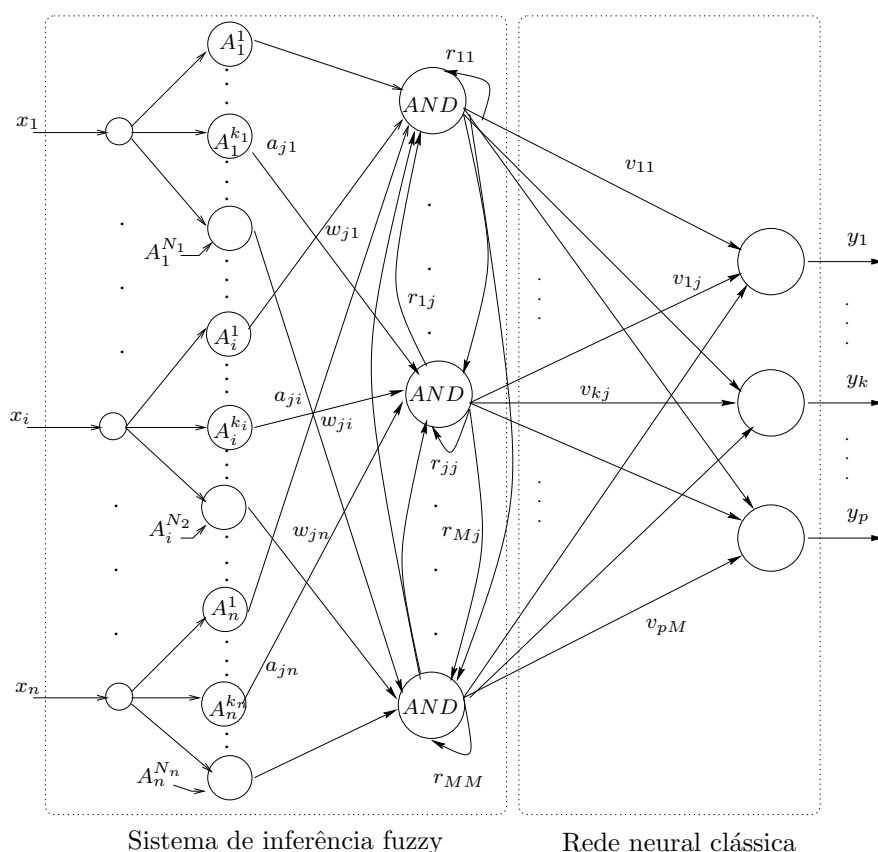 A_1^1
r_{11}
AND
x_1
A_1^{k_1}
a_{j1}
v_{11}
w_{j1}
A_1^{N_1}
y_1
v_{1j}
r_{1j}
A_i^1
a_{ji}
AND
v_{kj}
y_k
x_i
w_{ji}
A_i^{k_i}
r_{jj}
A_i^{N_2}
w_{jn}
r_{Mj}
y_p
A_n^1
v_{pM}
a_{jn}
x_n
A_n^{k_n}
AND
A_n^{N_n}
r_{MM}
Sistema de inferência fuzzy
Rede neural clássica